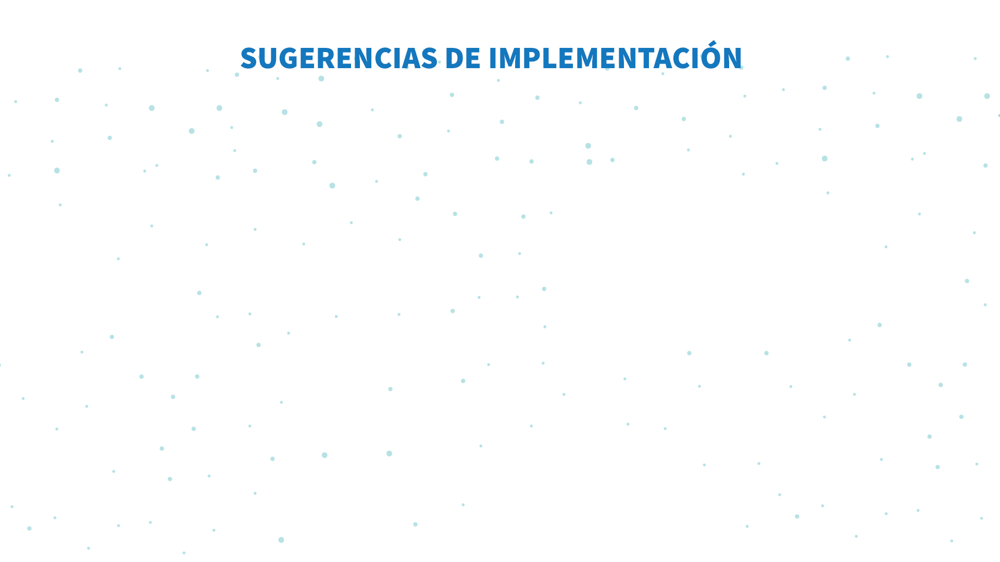 SUGERENCIAS DE IMPLEMENTACIÓN